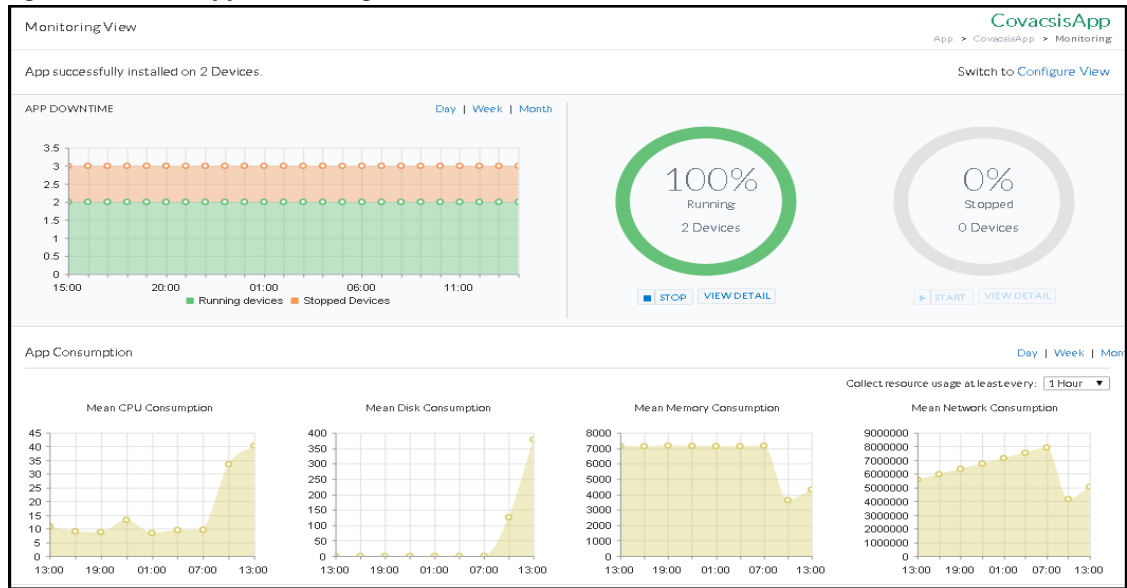 Monitoring View
CovacsisApp
App > CovacsisApp > Monitoring
App successfully installed on 2 Devices.
Switch to Configure View
APP DOWNTIME
Day | Week | Month
3.5
3
2.5
2
1.5
1
0.5
0
15:00 20:00 01:00 06:00 11:00
Running devices Stopped Devices
100%
Running
2 Devices
STOP VIEW DETAIL
0%
Stopped
0 Devices
START VIEW DETAIL
App Consumption
Day | Week | Mon
Collect resource usage at least every: 1 Hour
Mean CPU Consumption
45
40
35
30
25
20
15
10
5
0
13:00 19:00 01:00 07:00 13:00
Mean Disk Consumption
400
350
300
250
200
150
100
50
0
13:00 19:00 01:00 07:00 13:00
Mean Memory Consumption
8000
7000
6000
5000
4000
3000
2000
1000
0
13:00 19:00 01:00 07:00 13:00
Mean Network Consumption
9000000
8000000
7000000
6000000
5000000
4000000
3000000
2000000
1000000
0
13:00 19:00 01:00 07:00 13:00